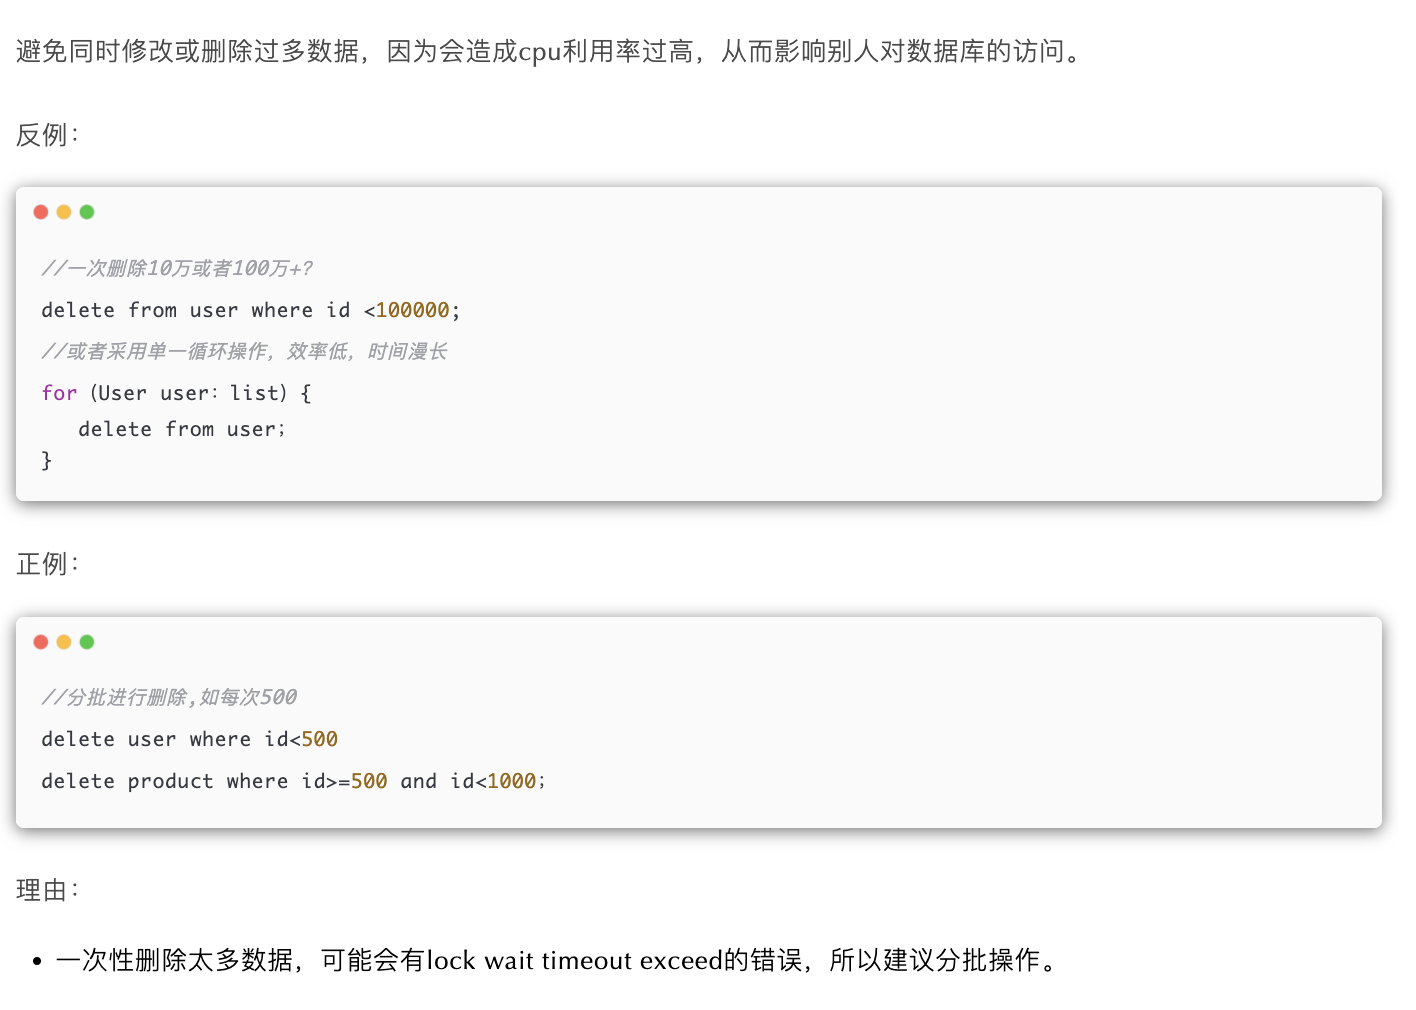 避免同时修改或删除过多数据，因为会造成cpu利用率过高，从而影响别人对数据库的访问。
反例：
//一次删除10万或者100万+?
delete from user where id <100000;
//或者采用单一循环操作，效率低，时间漫长
for（User user：list）{
   delete from user；
}
正例：
//分批进行删除,如每次500
delete user where id<500
delete product where id>=500 and id<1000；
理由：
• 一次性删除太多数据，可能会有lock wait timeout exceed的错误，所以建议分批操作。